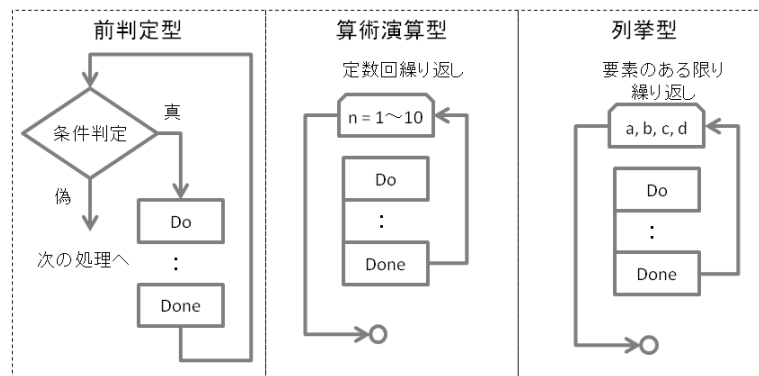 前判定型
条件判定
真
偽
次の処理へ
Do
:
Done
算術演算型
定数回繰り返し
n = 1～10
Do
:
Done
列挙型
要素のある限り
繰り返し
a, b, c, d
Do
:
Done